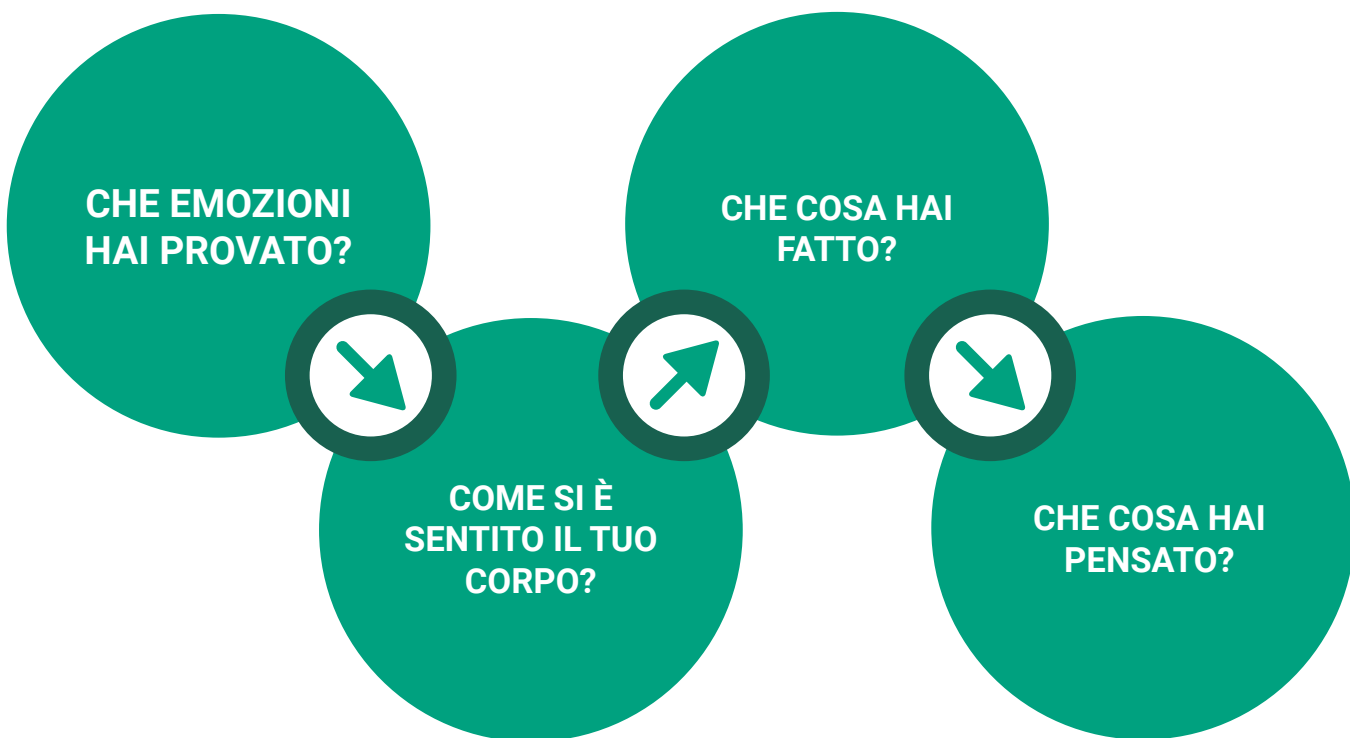 CHE EMOZIONI
HAI PROVATO?
COME SI È
SENTITO IL TUO
CORPO?
CHE COSA HAI
FATTO?
CHE COSA HAI
PENSATO?